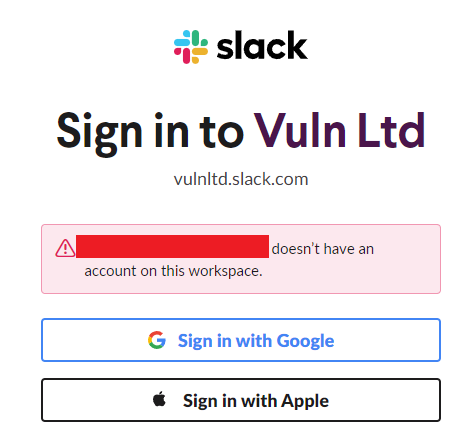 slack
Sign in to Vuln Ltd
vulnltd.slack.com
doesn’t have an
account on this workspace.
Sign in with Google
Sign in with Apple